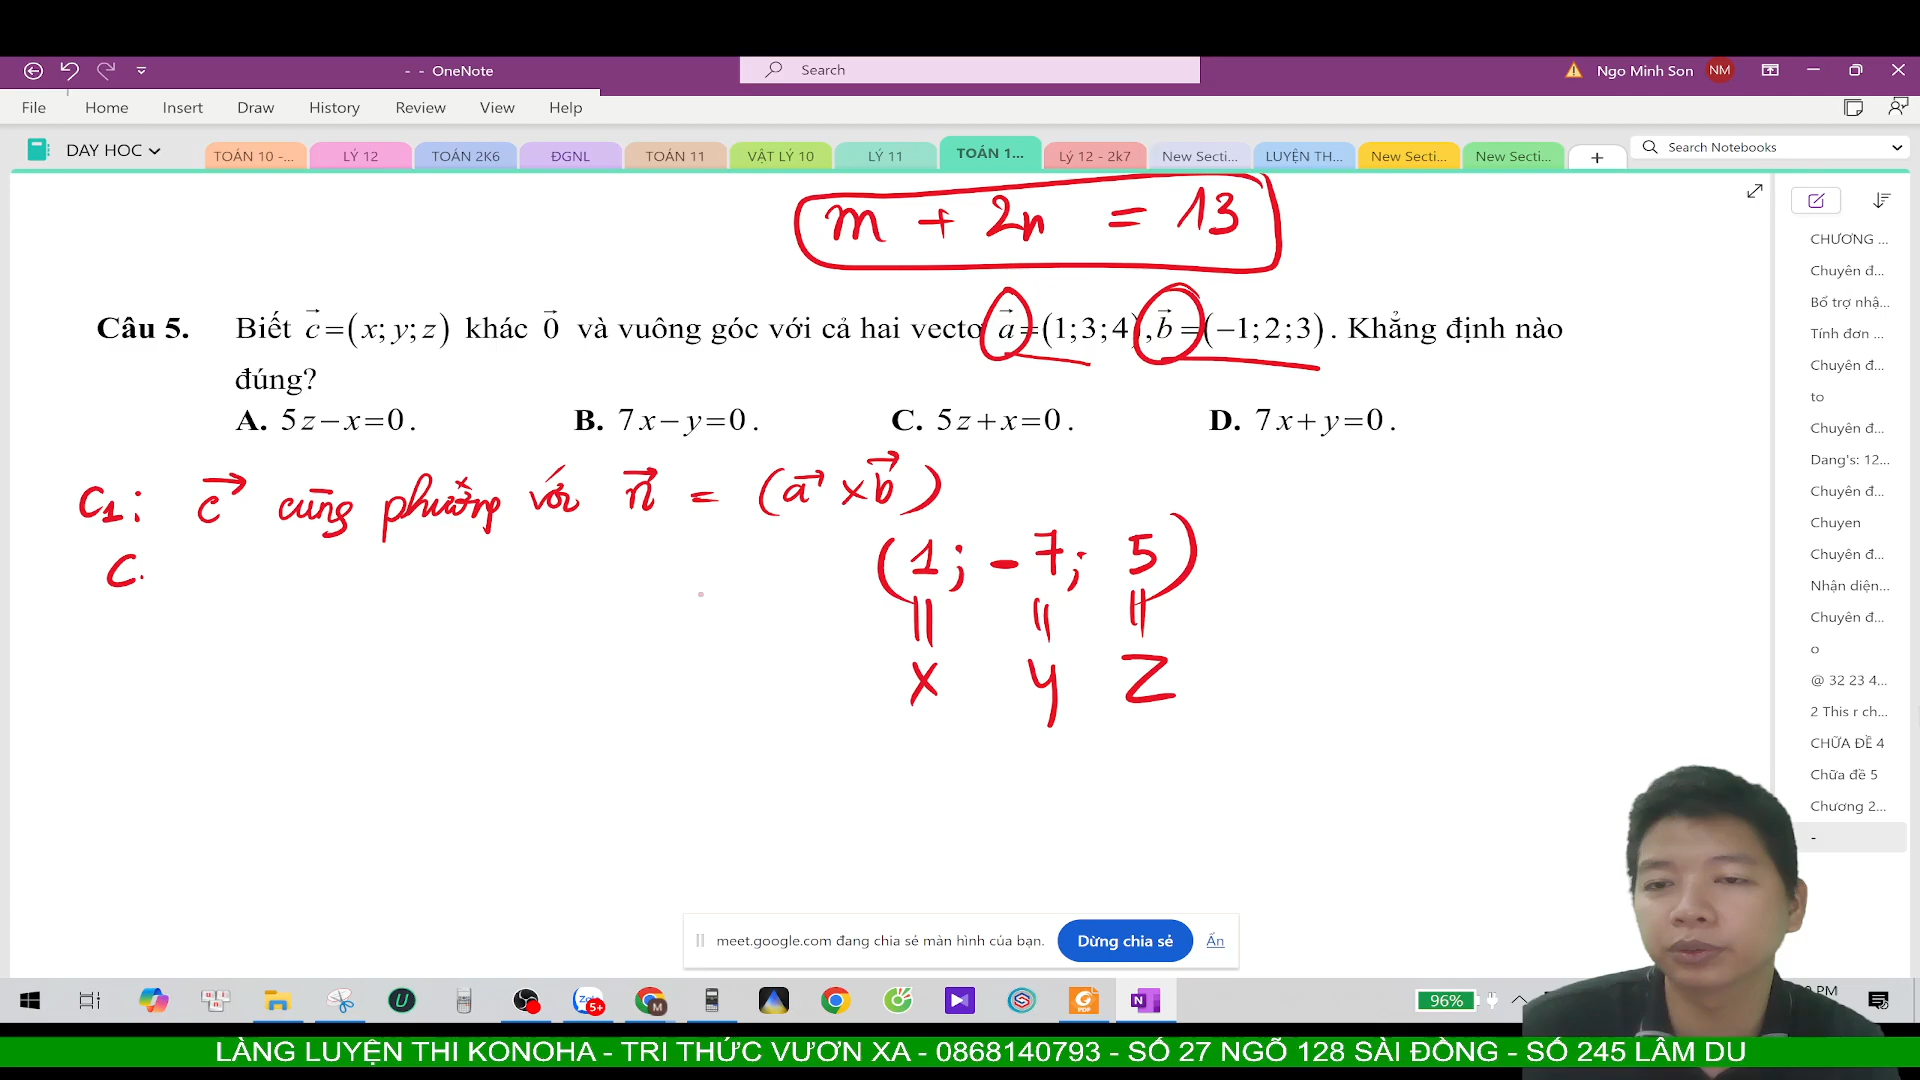 - - OneNote
Search
Ngo Minh Son NM
File Home Insert Draw History Review View Help
DAY HOC
TOÁN 10 -... LÝ 12 TOÁN 2K6 ĐGNL TOÁN 11 VẬT LÝ 10 LÝ 11 TOÁN 1... Lý 12 - 2k7 New Secti... LUYỆN TH... New Secti... New Secti... +
Search Notebooks
m + 2n = 13
Câu 5. Biết c⃗=(x; y;z) khác 0⃗ và vuông góc với cả hai vecto a⃗=(1;3;4), b⃗=(−1;2;3). Khẳng định nào
đúng?
A. 5z−x=0. B. 7x−y=0. C. 5z+x=0. D. 7x+y=0.
C1: c⃗ cùng phương với n⃗ = (a⃗ × b⃗)
C.
(1; -7; 5)
|| || ||
x y z
CHƯƠNG ...
Chuyên đ...
Bổ trợ nhậ...
Tính đơn ...
Chuyên đ...
to
Chuyên đ...
Dang's: 12...
Chuyên đ...
Chuyen
Chuyên đ...
Nhận diện...
Chuyên đ...
o
@ 32 23 4...
2 This r ch...
CHỮA ĐỀ 4
Chữa đề 5
Chương 2...
-
meet.google.com đang chia sẻ màn hình của bạn. Dừng chia sẻ Ẩn
96%
PM
LÀNG LUYỆN THI KONOHA - TRI THỨC VƯƠN XA - 0868140793 - SỐ 27 NGÕ 128 SÀI ĐỒNG - SỐ 245 LÂM DU